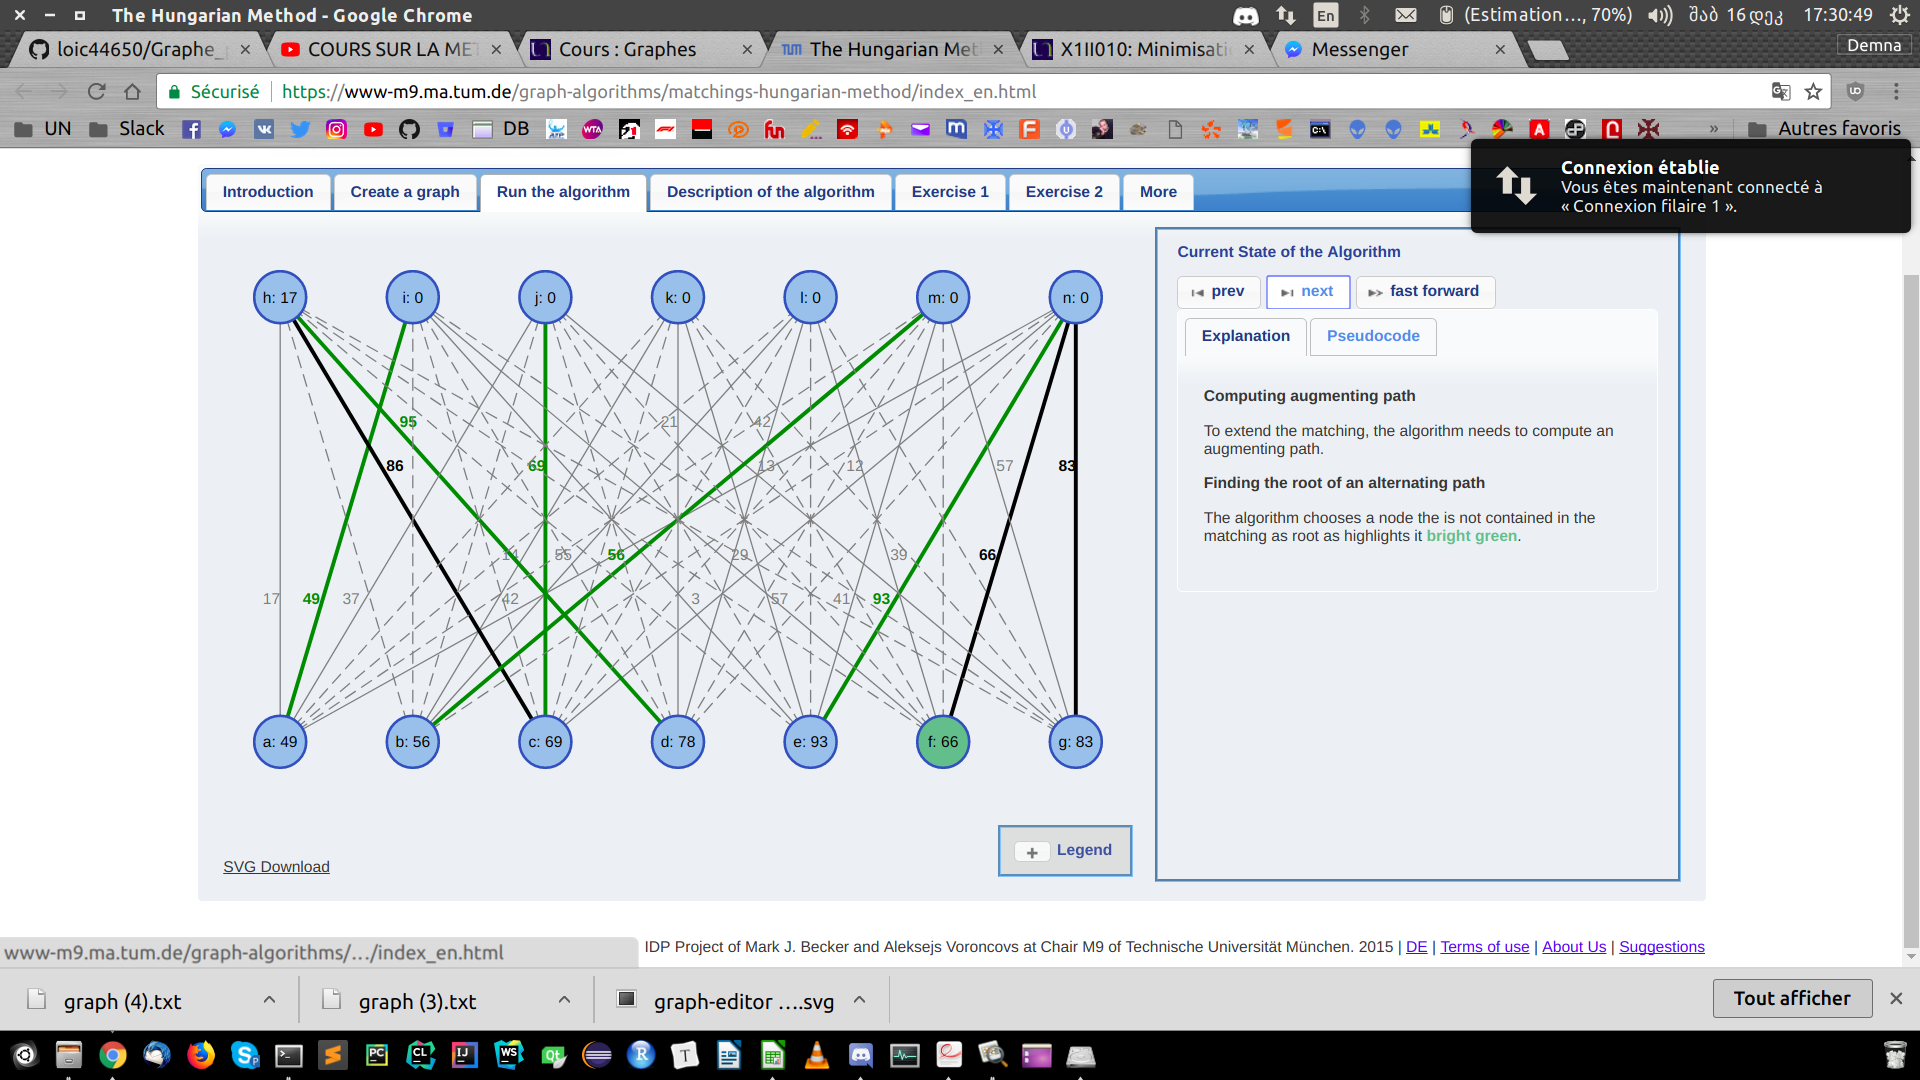 The Hungarian Method - Google Chrome
En
(Estimation..., 70%)
შაბ 16 დეკ 17:30:49
loic44650/Graphe_
COURS SUR LA MET
Cours : Graphes
The Hungarian Met
X1II010: Minimisati
Messenger
Demna
Sécurisé
https://www-m9.ma.tum.de/graph-algorithms/matchings-hungarian-method/index_en.html
UN
Slack
DB
»
Autres favoris
Connexion établie
Vous êtes maintenant connecté à
« Connexion filaire 1 ».
Introduction
Create a graph
Run the algorithm
Description of the algorithm
Exercise 1
Exercise 2
More
Current State of the Algorithm
prev
next
fast forward
Explanation
Pseudocode
Computing augmenting path
To extend the matching, the algorithm needs to compute an
augmenting path.
Finding the root of an alternating path
The algorithm chooses a node the is not contained in the
matching as root as highlights it bright green.
h: 17
i: 0
j: 0
k: 0
l: 0
m: 0
n: 0
95
21
42
86
69
13
12
57
83
55
56
29
39
66
17
49
37
42
3
57
41
93
a: 49
b: 56
c: 69
d: 78
e: 93
f: 66
g: 83
Legend
SVG Download
www-m9.ma.tum.de/graph-algorithms/.../index_en.html
IDP Project of Mark J. Becker and Aleksejs Voroncovs at Chair M9 of Technische Universität München. 2015 | DE | Terms of use | About Us | Suggestions
graph (4).txt
graph (3).txt
graph-editor ....svg
Tout afficher